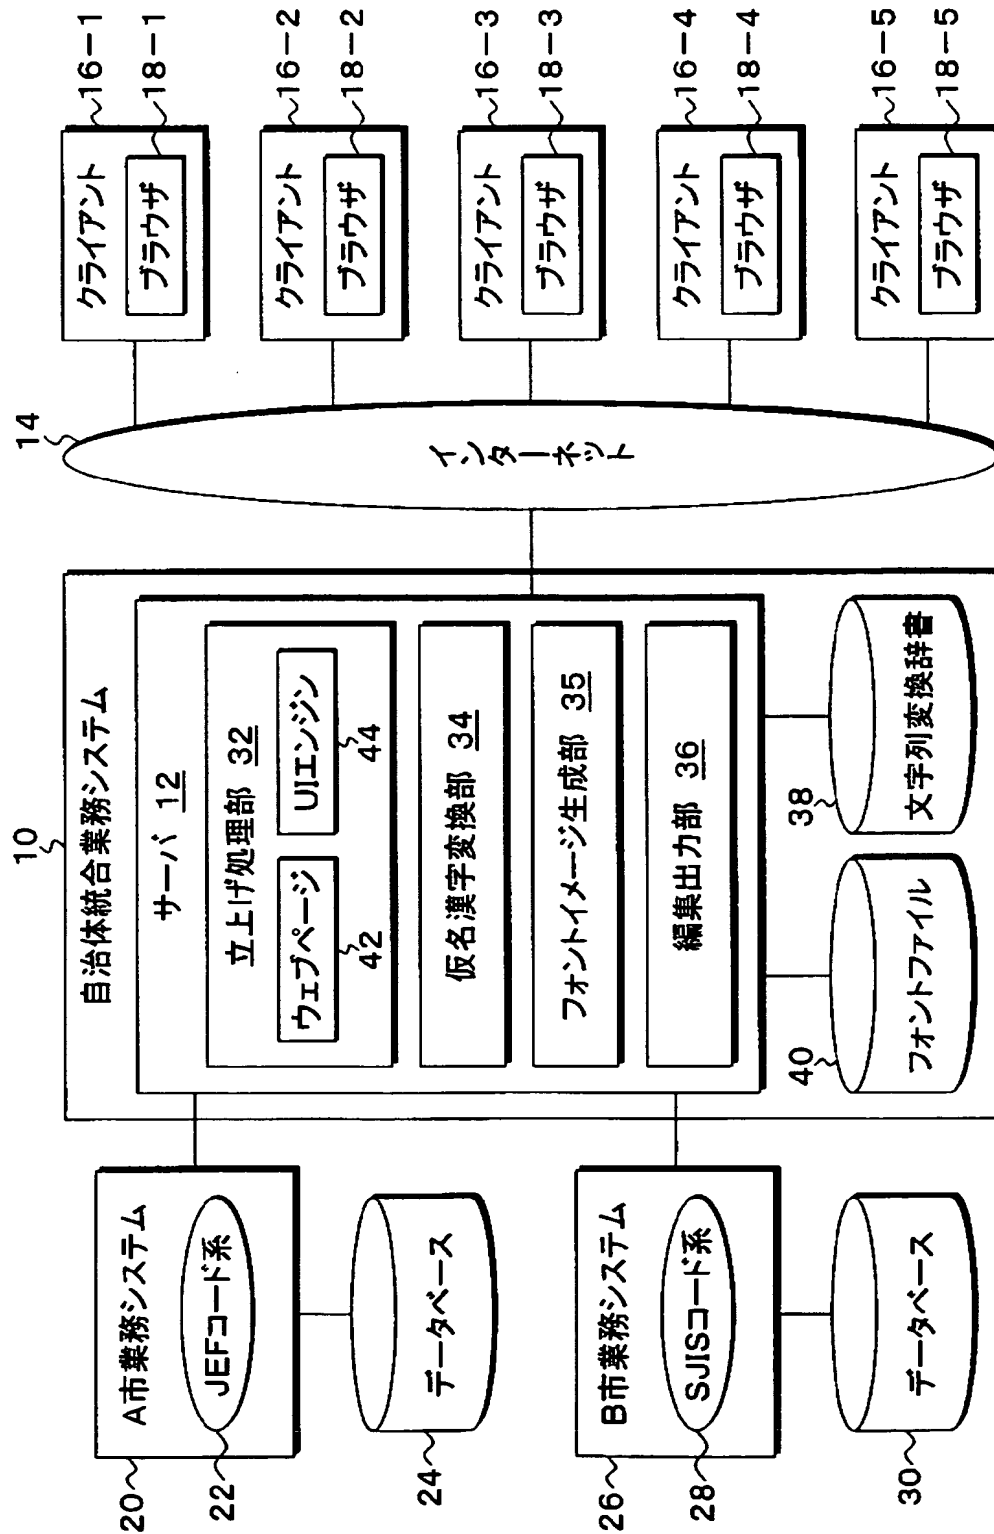 10
自治体統合業務システム
サーバ 12
立上げ処理部 32
ウェブページ
42
UIエンジン
44
仮名漢字変換部 34
フォントイメージ生成部 35
編集出力部 36
40
フォントファイル
38
文字列変換辞書
20
A市業務システム
22
JEFコード系
24
データベース
26
B市業務システム
28
SJISコード系
30
データベース
14
インターネット
クライアント
16-1
ブラウザ
18-1
クライアント
16-2
ブラウザ
18-2
クライアント
16-3
ブラウザ
18-3
クライアント
16-4
ブラウザ
18-4
クライアント
16-5
ブラウザ
18-5